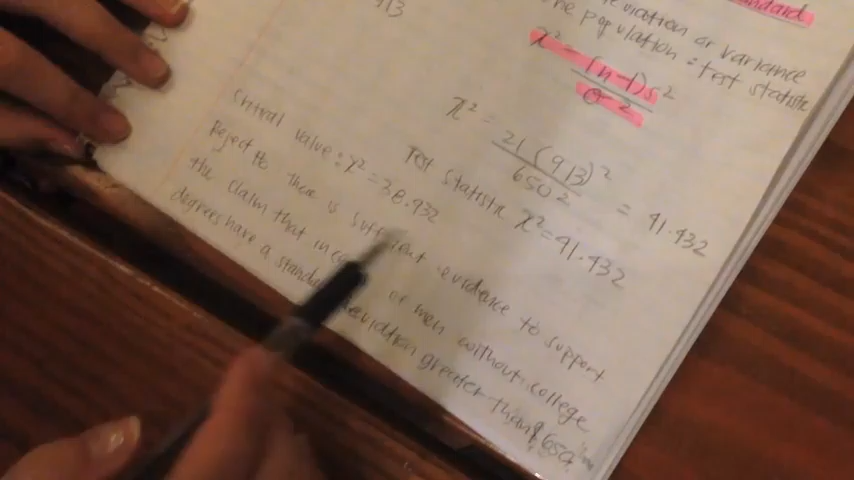 913
standard
deviation or variance
the population : test statistic
χ² = (n-1)s²
σ²
χ² = 21(913)² = 41.432
650²
Test Statistic χ²=41.432
Critical value : χ²=38.932
Reject H₀ There is sufficient evidence to support
the claim that of men without college
degrees have a standard deviation greater than $650.